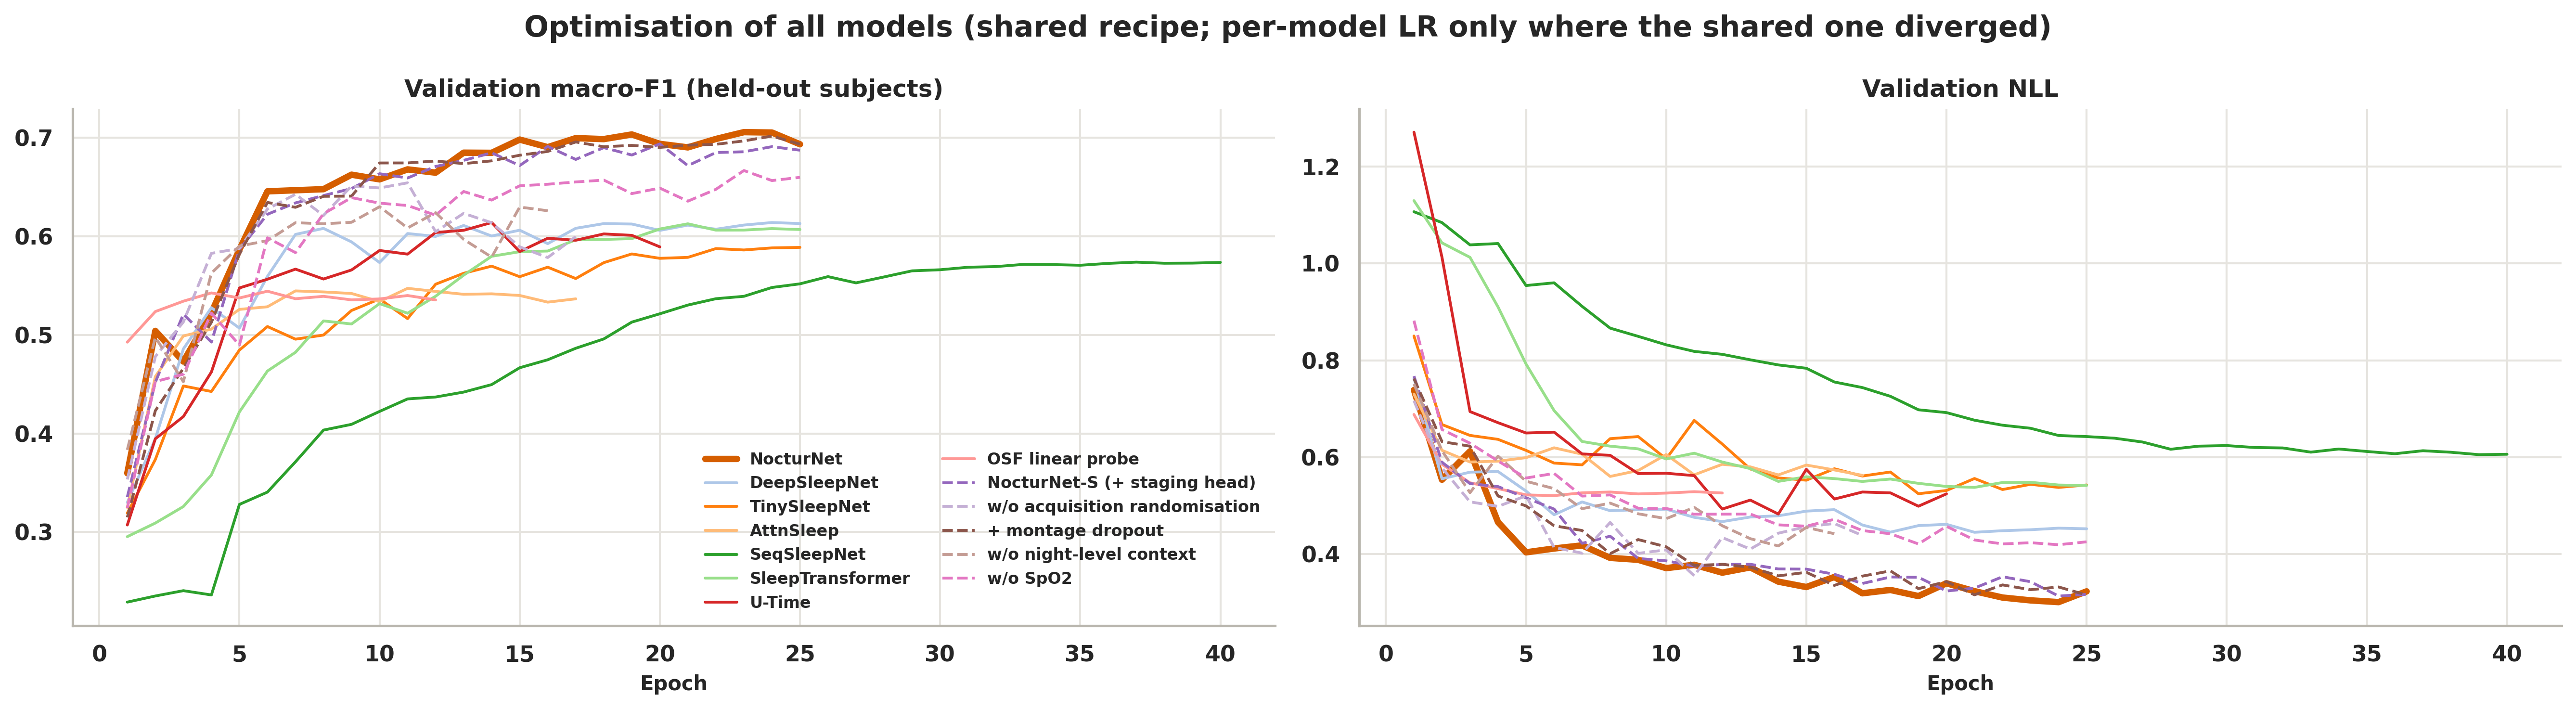 Optimisation of all models (shared recipe; per-model LR only where the shared one diverged)
Validation macro-F1 (held-out subjects)
0.7
0.6
0.5
0.4
0.3
0 5 10 15 20 25 30 35 40
Epoch
NocturNet
DeepSleepNet
TinySleepNet
AttnSleep
SeqSleepNet
SleepTransformer
U-Time
OSF linear probe
NocturNet-S (+ staging head)
w/o acquisition randomisation
+ montage dropout
w/o night-level context
w/o SpO2
Validation NLL
1.2
1.0
0.8
0.6
0.4
0 5 10 15 20 25 30 35 40
Epoch